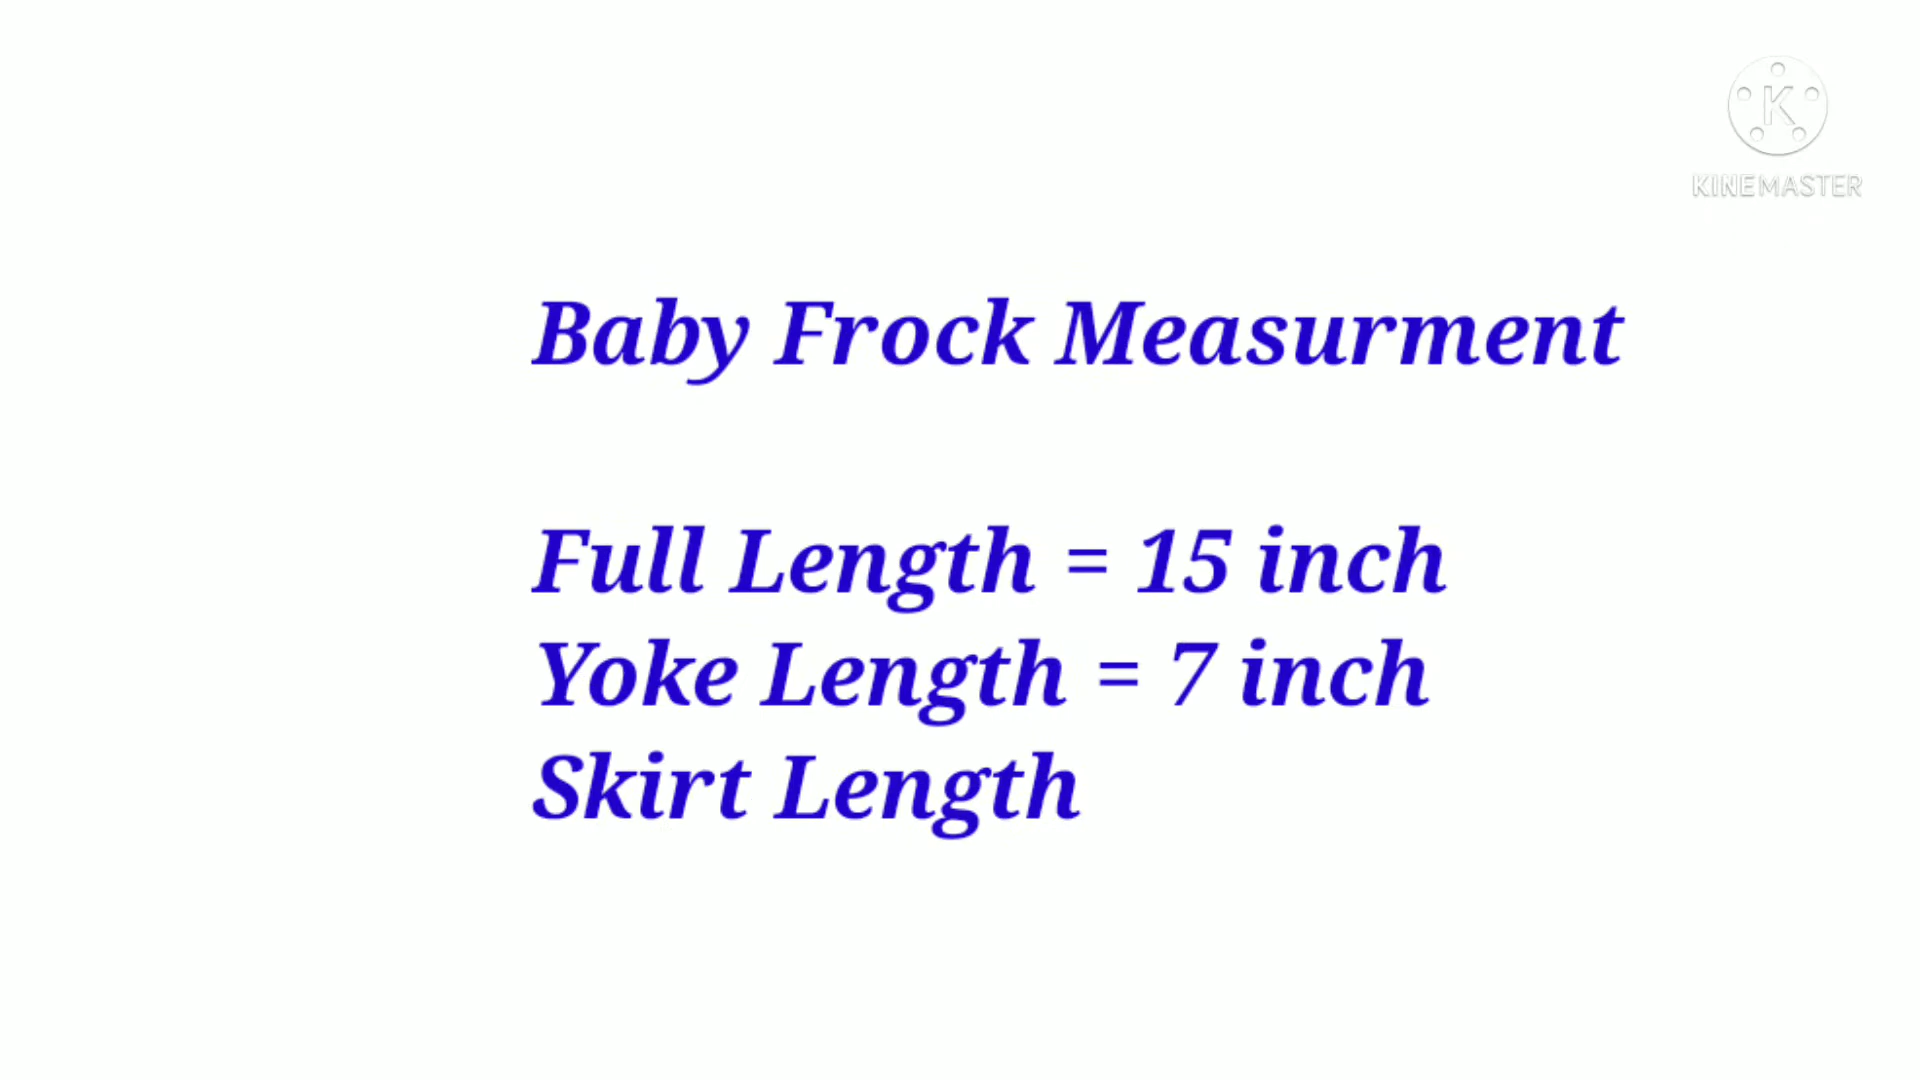 KINEMASTER
Baby Frock Measurment
Full Length = 15 inch
Yoke Length = 7 inch
Skirt Length